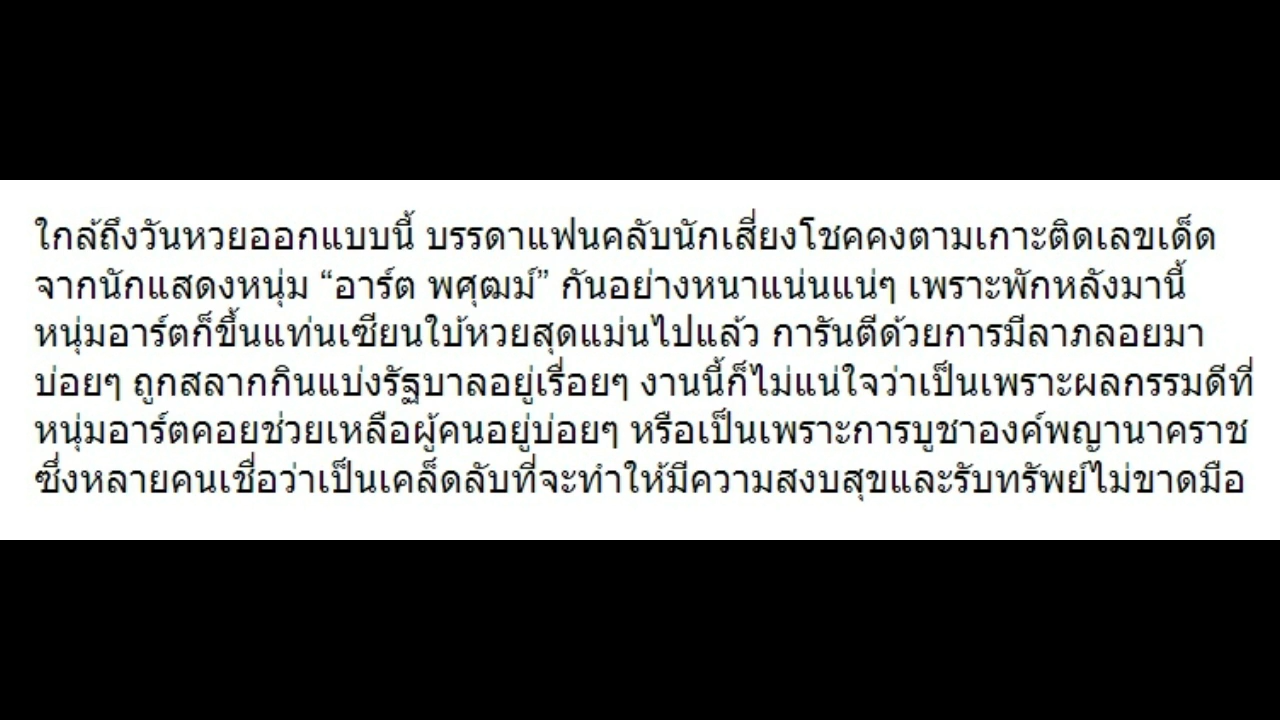 ใกล้ถึงวันหวยออกแบบนี้ บรรดาแฟนคลับนักเสี่ยงโชคคงตามเกาะติดเลขเด็ด
จากนักแสดงหนุ่ม “อาร์ต พศุฒม์” กันอย่างหนาแน่นแน่ๆ เพราะพักหลังมานี้
หนุ่มอาร์ตก็ขึ้นแท่นเซียนใบ้หวยสุดแม่นไปแล้ว การันตีด้วยการมีลาภลอยมา
บ่อยๆ ถูกสลากกินแบ่งรัฐบาลอยู่เรื่อยๆ งานนี้ก็ไม่แน่ใจว่าเป็นเพราะผลกรรมดีที่
หนุ่มอาร์ตคอยช่วยเหลือผู้คนอยู่บ่อยๆ หรือเป็นเพราะการบูชาองค์พญานาคราช
ซึ่งหลายคนเชื่อว่าเป็นเคล็ดลับที่จะทำให้มีความสงบสุขและรับทรัพย์ไม่ขาดมือ